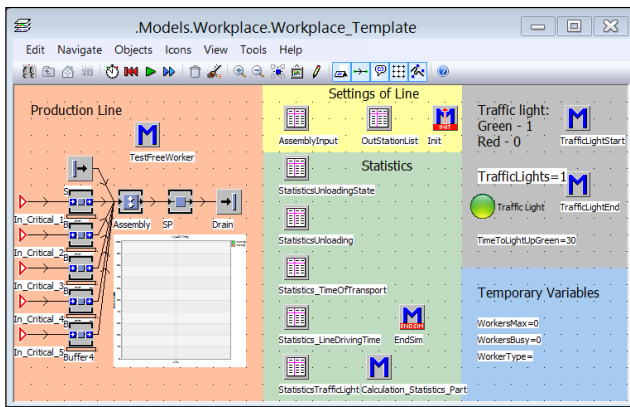 .Models.Workplace.Workplace_Template
Edit Navigate Objects Icons View Tools Help
Production Line
M
TestFreeWorker
In_Critical_1
In_Critical_2
In_Critical_3
In_Critical_4
In_Critical_5
Buffer4
Assembly
SP
Drain
Settings of Line
AssemblyInput
OutStationList
M
INIT
Init
Statistics
StatisticsUnloadingState
StatisticsUnloading
Statistics_TimeOfTransport
Statistics_LineDrivingTime
M
ENDSIM
EndSim
StatisticsTrafficLight
M
Calculation_Statistics_Part
Traffic light:
Green - 1
Red - 0
M
TrafficLightStart
TrafficLights=1
Traffic Light
M
TrafficLightEnd
TimeToLightUpGreen=30
Temporary Variables
WorkersMax=0
WorkersBusy=0
WorkerType=